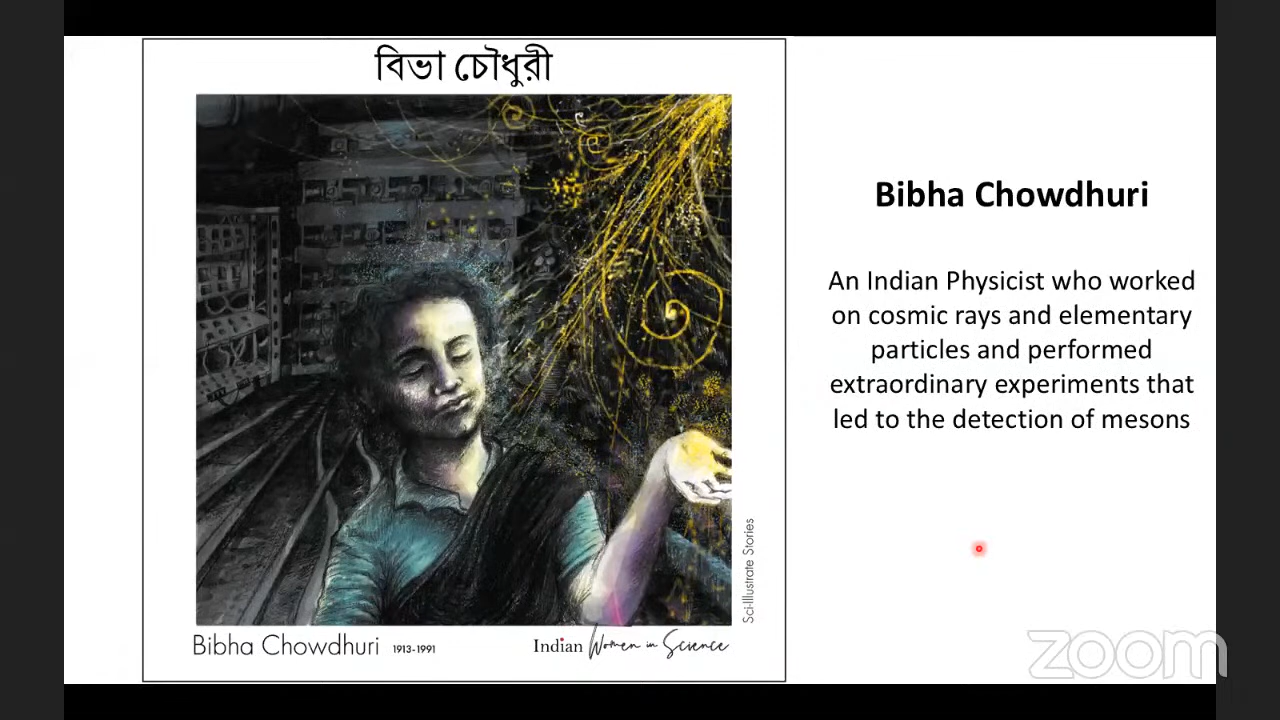 বিভা চৌধুরী
Bibha Chowdhuri 1913-1991
Indian Women in Science
Sci-Illustrate Stories
Bibha Chowdhuri
An Indian Physicist who worked
on cosmic rays and elementary
particles and performed
extraordinary experiments that
led to the detection of mesons
zoom